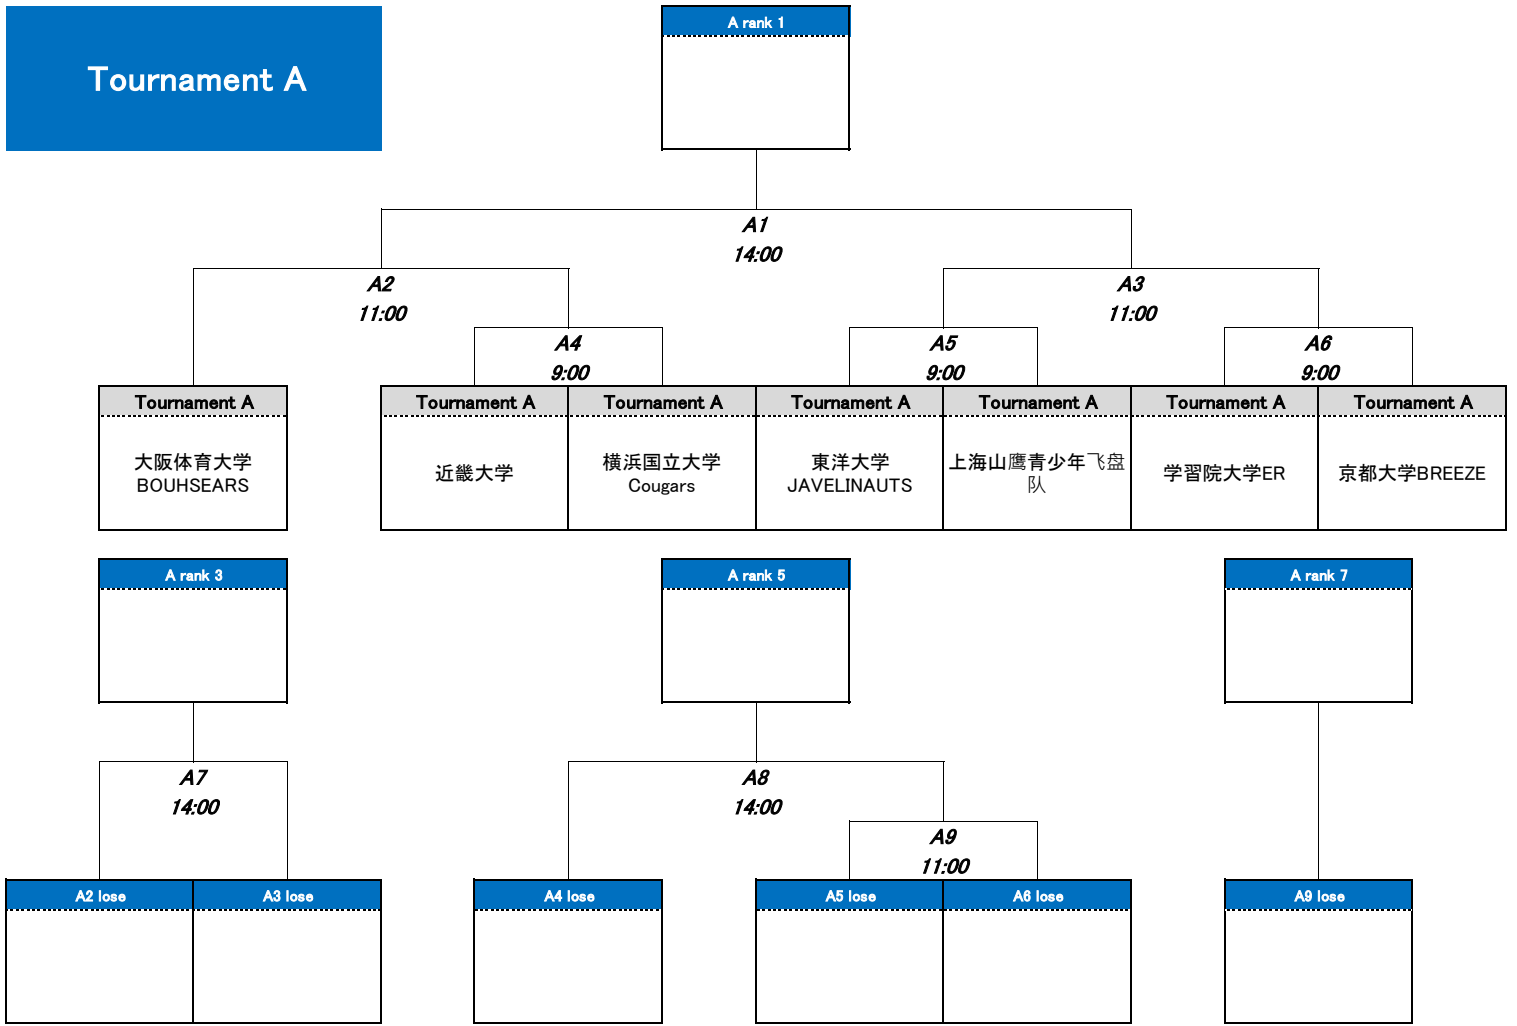 Tournament A
A rank 1
A1
14:00
A2
11:00
A3
11:00
A4
9:00
A5
9:00
A6
9:00
Tournament A
Tournament A
Tournament A
Tournament A
Tournament A
Tournament A
Tournament A
大阪体育大学
BOUHSEARS
近畿大学
横浜国立大学
Cougars
東洋大学
JAVELINAUTS
上海山鹰青少年飞盘
队
学習院大学ER
京都大学BREEZE
A rank 3
A rank 5
A rank 7
A7
14:00
A8
14:00
A9
11:00
A2 lose
A3 lose
A4 lose
A5 lose
A6 lose
A9 lose